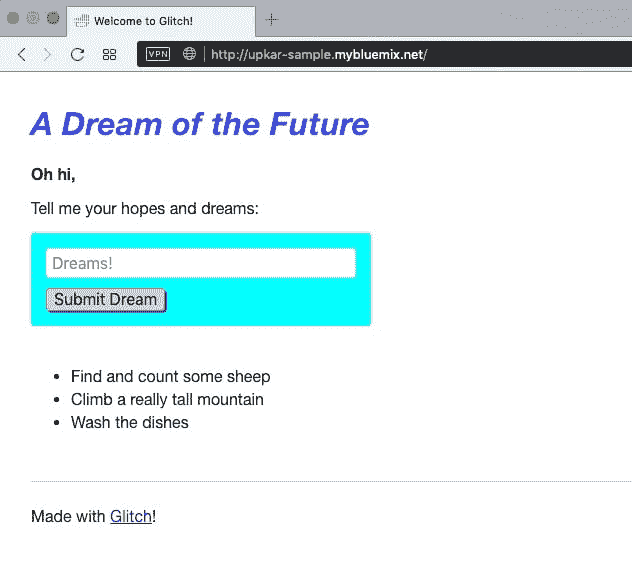 Welcome to Glitch!
VPN http://upkar-sample.mybluemix.net/
A Dream of the Future
Oh hi,
Tell me your hopes and dreams:
Dreams!
Submit Dream
Find and count some sheep
Climb a really tall mountain
Wash the dishes
Made with Glitch!